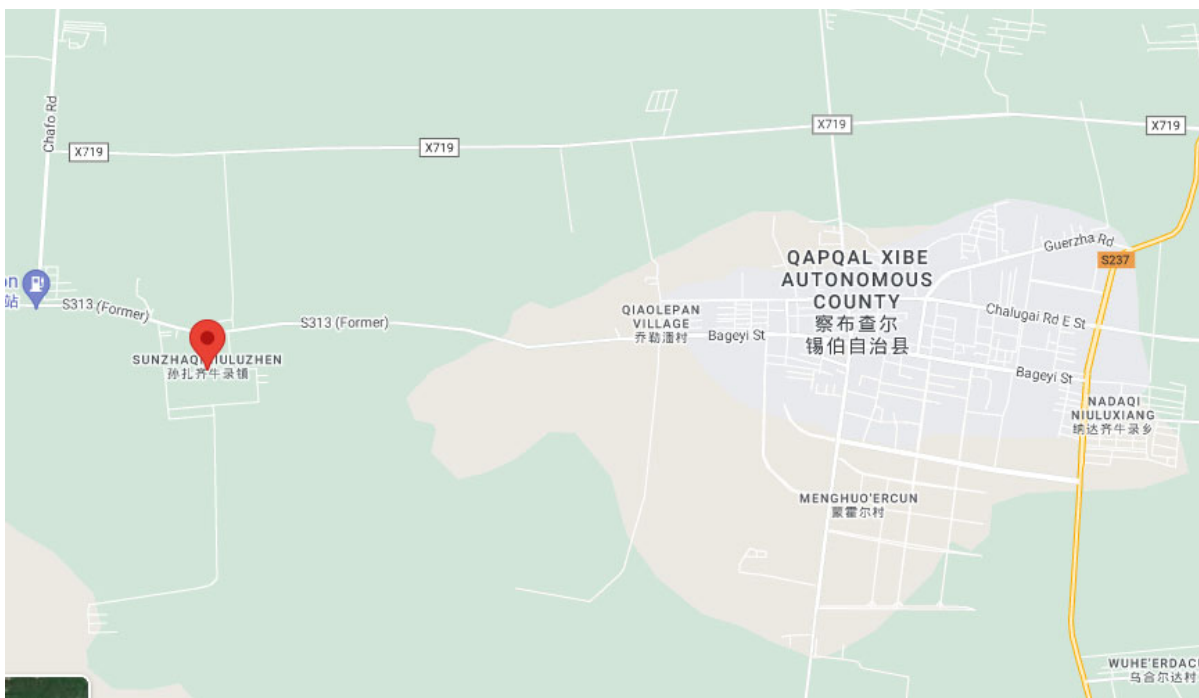 Chafo Rd
X719
X719
X719
X719
Guerzha Rd
S237
QAPQAL XIBE
AUTONOMOUS
COUNTY
察布查尔
锡伯自治县
on
站
S313 (Former)
S313 (Former)
QIAOLEPAN
VILLAGE
乔勒潘村
Bageyi St
Chalugai Rd E St
孙扎齐牛录镇
Bageyi St
NADAQI
NIULUXIANG
纳达齐牛录乡
MENGHUO'ERCUN
蒙霍尔村
WUHE'ERDAC
乌合尔达村